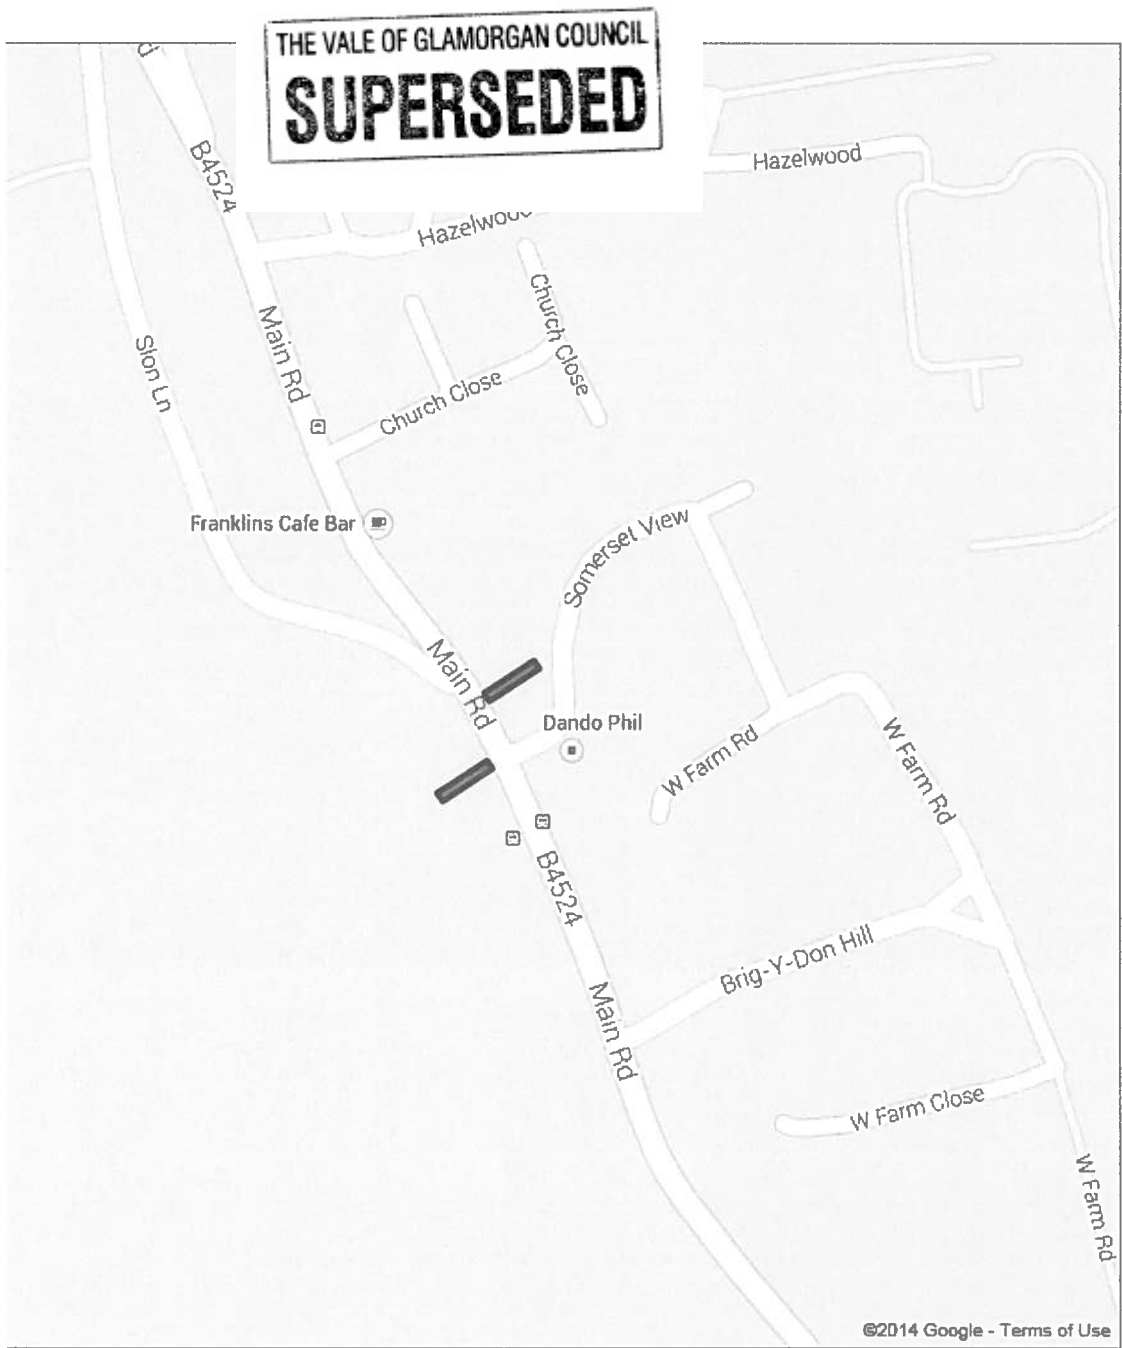 THE VALE OF GLAMORGAN COUNCIL
SUPERSEDED
d
B4524
Hazelwood
Hazelwood
Church Close
Main Rd
Slon Ln
Church Close
Franklins Cafe Bar
Somerset View
Main Rd
Dando Phil
W Farm Rd
W Farm Rd
B4524
Brig-Y-Don Hill
Main Rd
W Farm Close
W Farm Rd
©2014 Google - Terms of Use